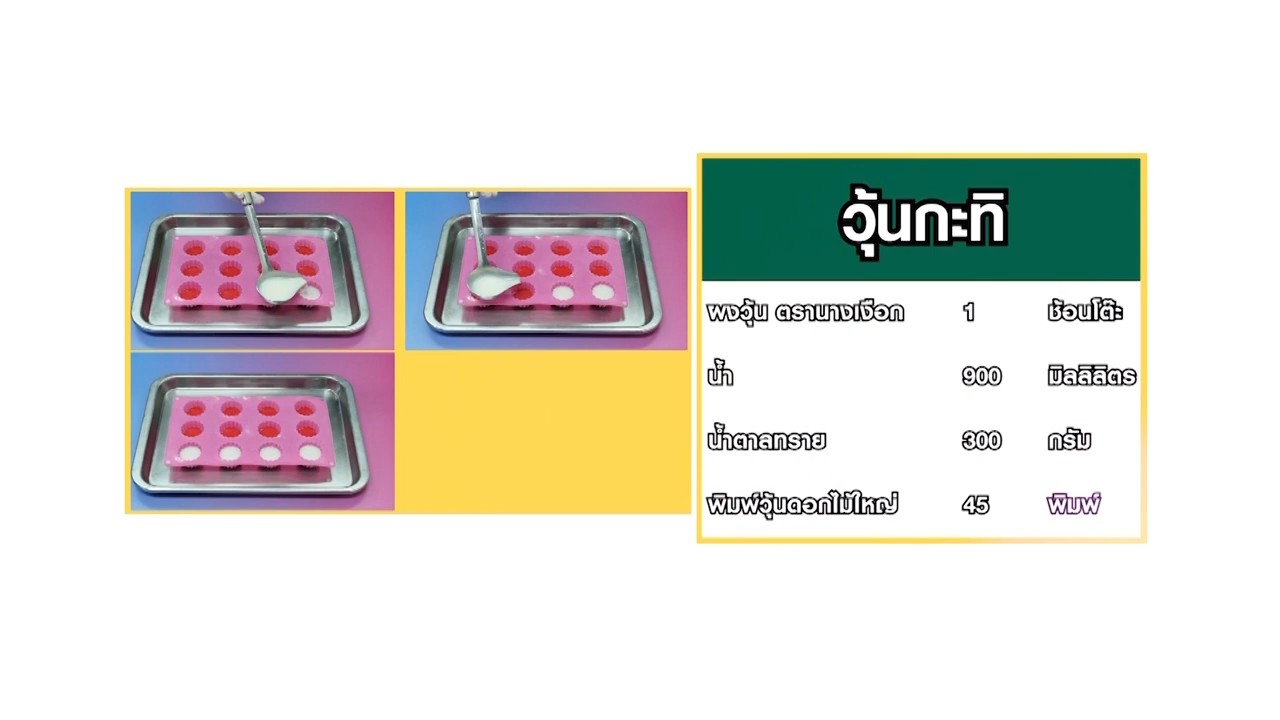 วุ้นกะทิ
ผงวุ้น ตรานางเงือก 1 ช้อนโต๊ะ
น้ำ 900 มิลลิลิตร
น้ำตาลทราย 300 กรัม
พิมพ์วุ้นดอกไม้ใหญ่ 45 พิมพ์